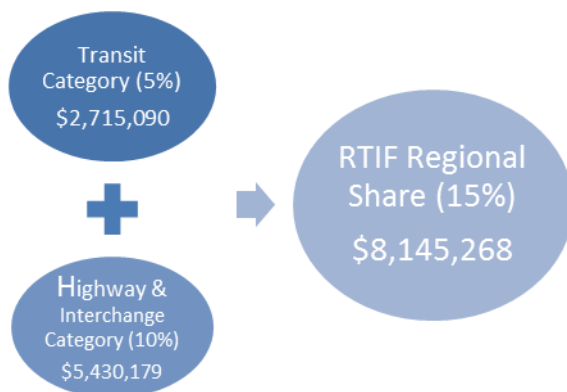 Transit
Category (5%)
$2,715,090
Highway &
Interchange
Category (10%)
$5,430,179
RTIF Regional
Share (15%)
$8,145,268